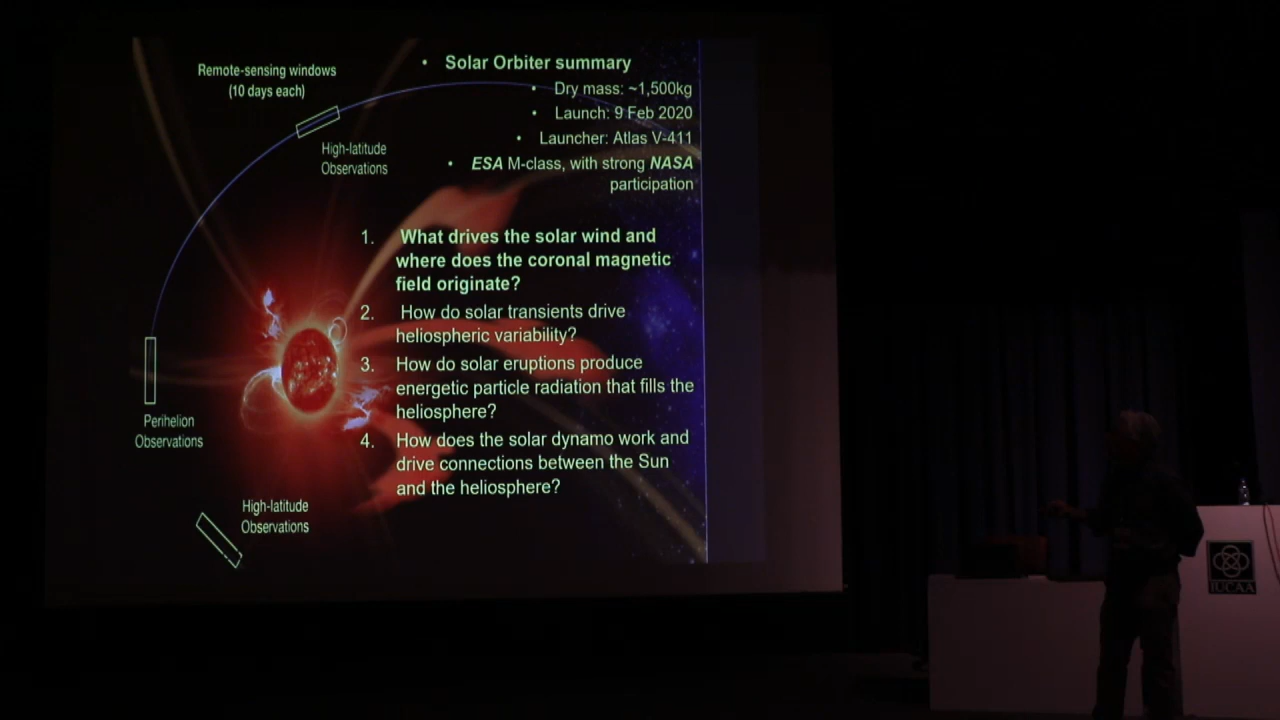 Remote-sensing windows
(10 days each)
High-latitude
Observations
Perihelion
Observations
High-latitude
Observations
• Solar Orbiter summary
• Dry mass: ~1,500kg
• Launch: 9 Feb 2020
• Launcher: Atlas V-411
• ESA M-class, with strong NASA
participation
1. What drives the solar wind and
where does the coronal magnetic
field originate?
2. How do solar transients drive
heliospheric variability?
3. How do solar eruptions produce
energetic particle radiation that fills the
heliosphere?
4. How does the solar dynamo work and
drive connections between the Sun
and the heliosphere?
IUCAA